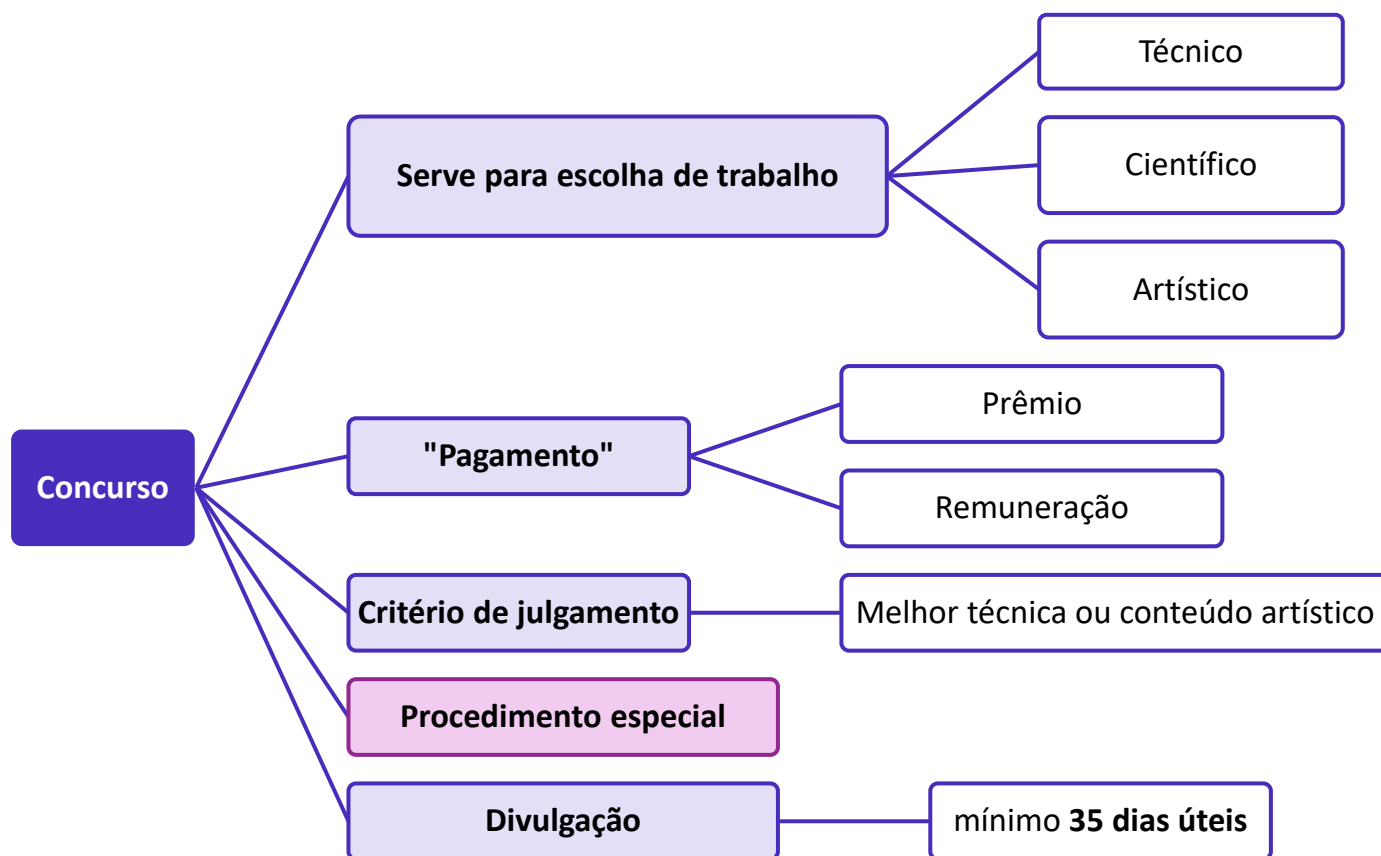 Concurso
Serve para escolha de trabalho
Técnico
Científico
Artístico
"Pagamento"
Prêmio
Remuneração
Critério de julgamento
Melhor técnica ou conteúdo artístico
Procedimento especial
Divulgação
mínimo 35 dias úteis